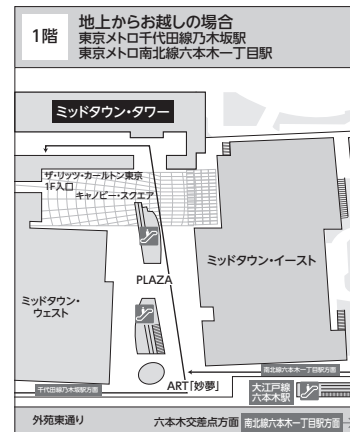 1階
地上からお越しの場合
東京メトロ千代田線乃木坂駅
東京メトロ南北線六本木一丁目駅
ミッドタウン・タワー
ザ・リッツ・カールトン東京
1F入口
キャノピー・スクエア
ミッドタウン・イースト
PLAZA
ミッドタウン・
ウェスト
南北線六本木一丁目駅方面
千代田線乃木坂駅方面
ART「妙夢」
大江戸線
六本木駅
外苑東通り
六本木交差点方面
南北線六本木一丁目駅方面